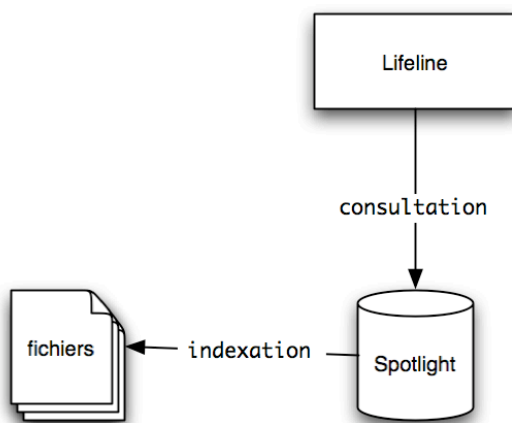 Lifeline
consultation
fichiers
indexation
Spotlight